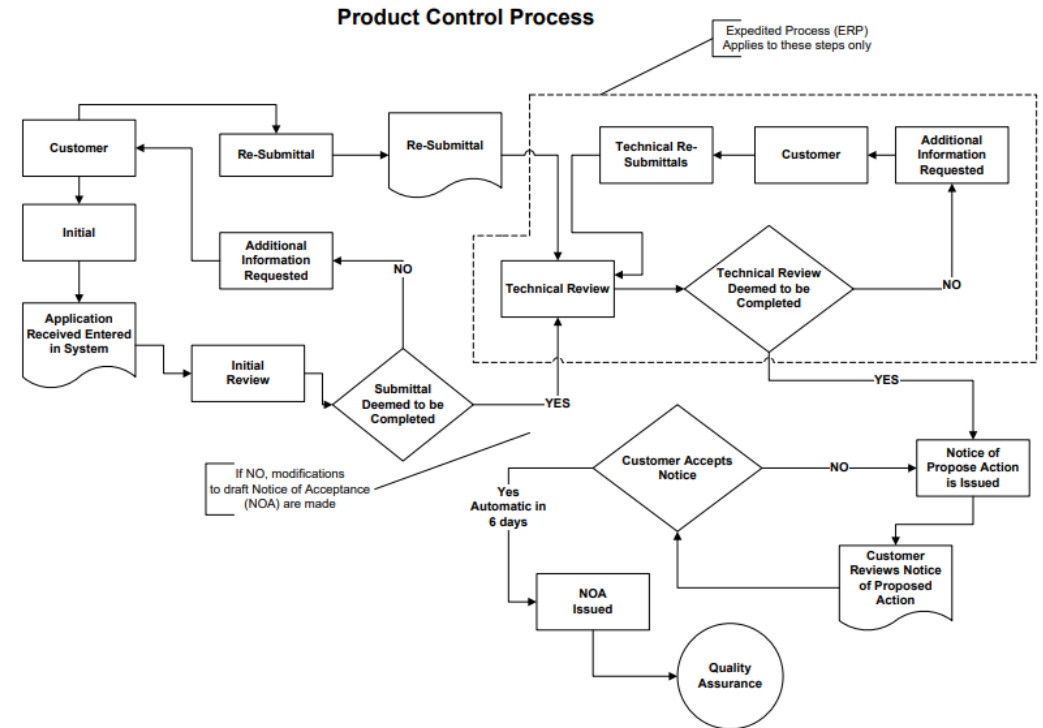 Product Control Process
Expedited Process (ERP)
Applies to these steps only
Customer
Re-Submittal
Re-Submittal
Technical Re-
Submittals
Customer
Additional
Information
Requested
Initial
Additional
Information
Requested
NO
Technical Review
Technical Review
Deemed to be
Completed
NO
Application
Received Entered
in System
Initial
Review
Submittal
Deemed to be
Completed
YES
YES
If NO, modifications
to draft Notice of Acceptance
(NOA) are made
Yes
Automatic in
6 days
Customer Accepts
Notice
NO
Notice of
Propose Action
is Issued
Customer
Reviews Notice
of Proposed
Action
NOA
Issued
Quality
Assurance